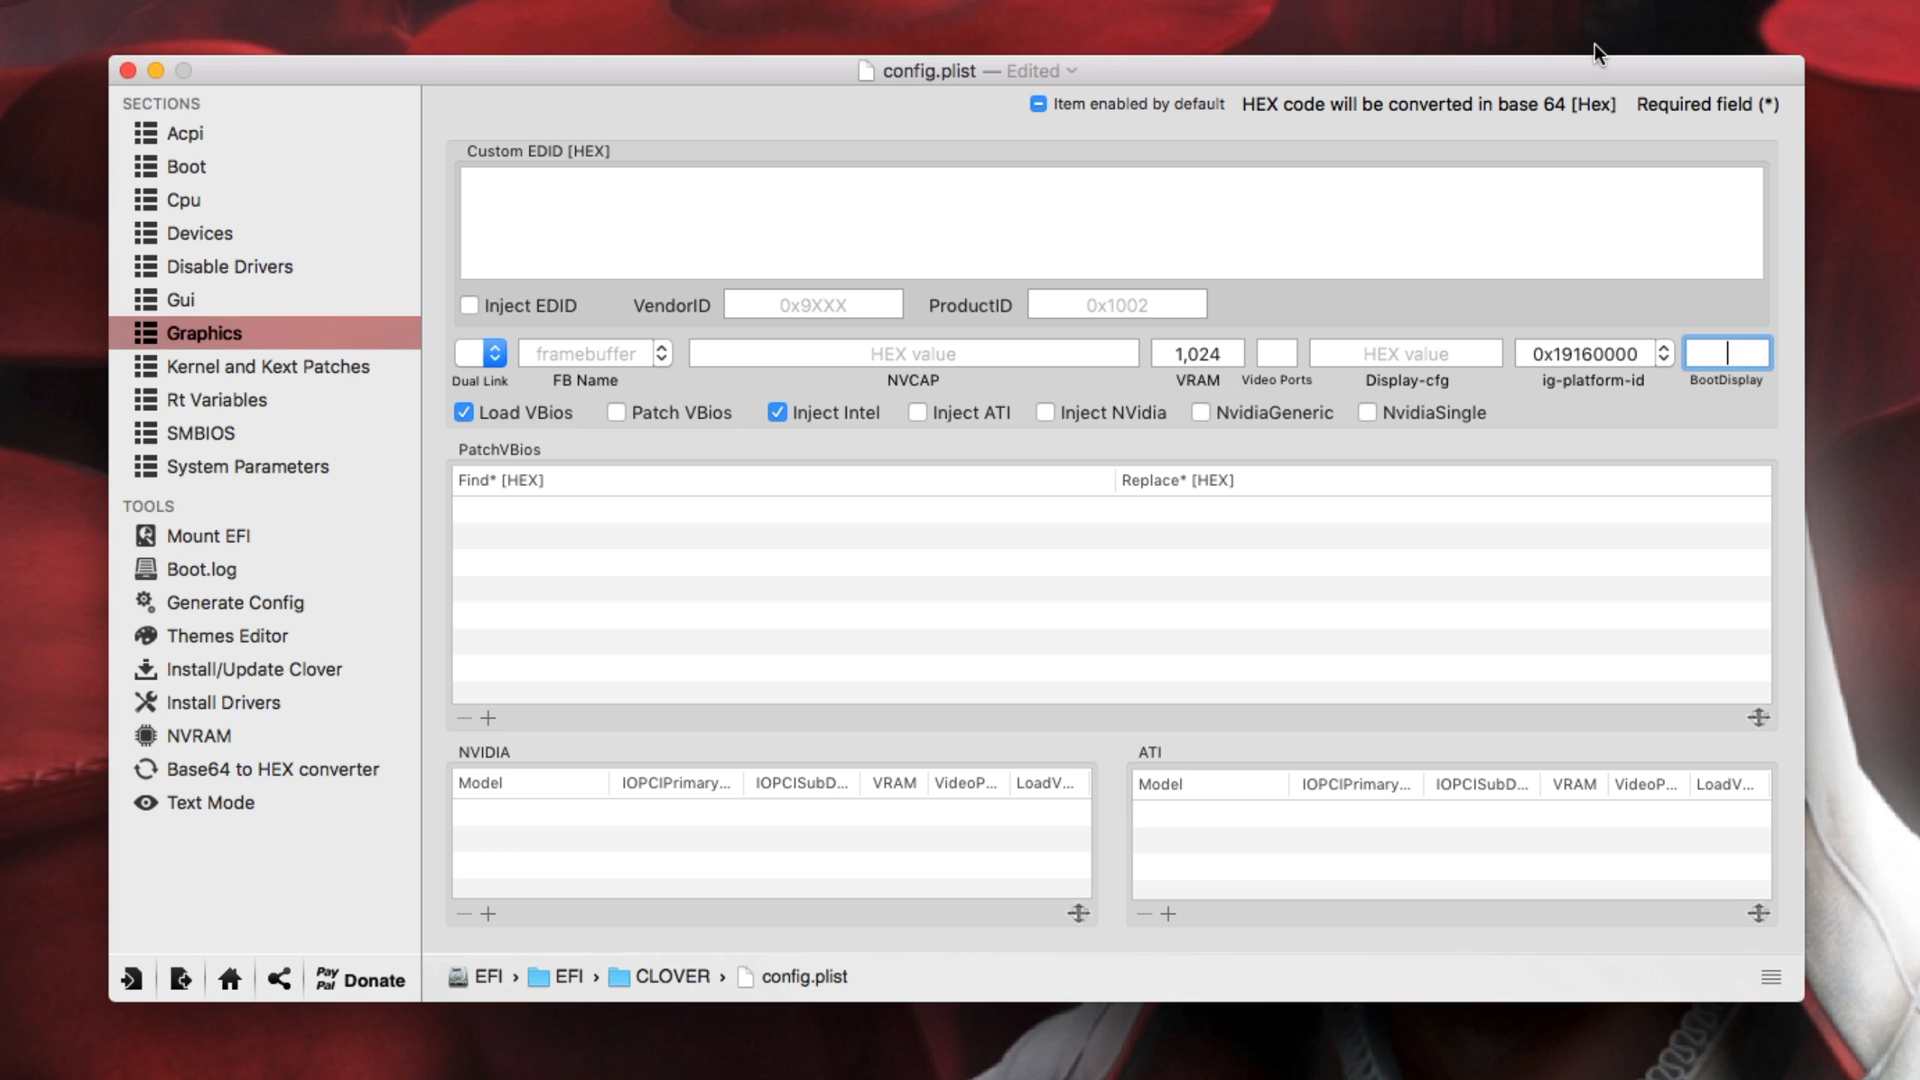 config.plist — Edited
SECTIONS
Acpi
Boot
Cpu
Devices
Disable Drivers
Gui
Graphics
Kernel and Kext Patches
Rt Variables
SMBIOS
System Parameters
TOOLS
Mount EFI
Boot.log
Generate Config
Themes Editor
Install/Update Clover
Install Drivers
NVRAM
Base64 to HEX converter
Text Mode
Pay Pal Donate
Item enabled by default HEX code will be converted in base 64 [Hex] Required field (*)
Custom EDID [HEX]
Inject EDID VendorID 0x9XXX ProductID 0x1002
framebuffer HEX value 1,024 HEX value 0x19160000
Dual Link FB Name NVCAP VRAM Video Ports Display-cfg ig-platform-id BootDisplay
Load VBios Patch VBios Inject Intel Inject ATI Inject NVidia NvidiaGeneric NvidiaSingle
PatchVBios
Find* [HEX] Replace* [HEX]
NVIDIA
Model IOPCIPrimary... IOPCISubD... VRAM VideoP... LoadV...
ATI
Model IOPCIPrimary... IOPCISubD... VRAM VideoP... LoadV...
EFI › EFI › CLOVER › config.plist